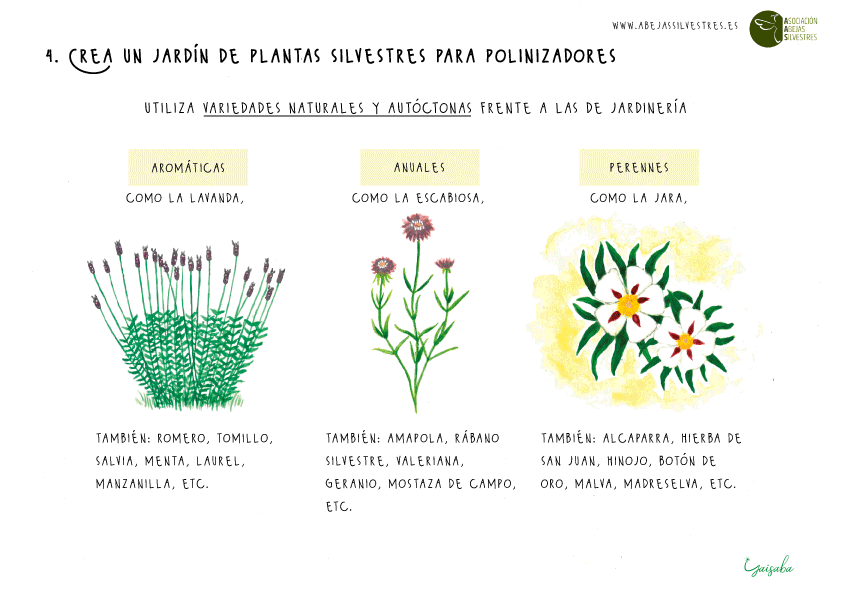 WWW.ABEJASSILVESTRES.ES
ASOCIACIÓN
ABEJAS
SILVESTRES
4. CREA UN JARDÍN DE PLANTAS SILVESTRES PARA POLINIZADORES
UTILIZA VARIEDADES NATURALES Y AUTÓCTONAS FRENTE A LAS DE JARDINERÍA
AROMÁTICAS
COMO LA LAVANDA,
TAMBIÉN: ROMERO, TOMILLO,
SALVIA, MENTA, LAUREL,
MANZANILLA, ETC.
ANUALES
COMO LA ESCABIOSA,
TAMBIÉN: AMAPOLA, RÁBANO
SILVESTRE, VALERIANA,
GERANIO, MOSTAZA DE CAMPO,
ETC.
PERENNES
COMO LA JARA,
TAMBIÉN: ALCAPARRA, HIERBA DE
SAN JUAN, HINOJO, BOTÓN DE
ORO, MALVA, MADRESELVA, ETC.
Gaisaba